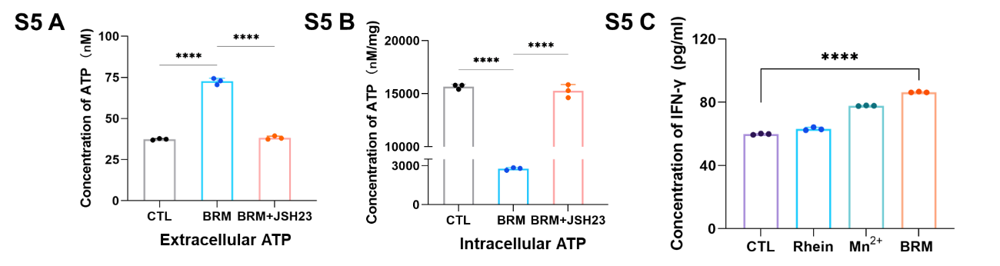 S5 A
Concentration of ATP（nM)
100
75
50
25
0
****
****
CTL
BRM
BRM+JSH23
Extracellular ATP
S5 B
Concentration of ATP（nM/mg)
20000
15000
10000
3000
0
****
****
CTL
BRM
BRM+JSH23
Intracellular ATP
S5 C
Concentration of IFN-γ (pg/ml)
120
80
40
0
****
CTL
Rhein
Mn²⁺
BRM